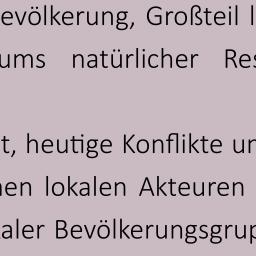 evölkerung, Großteil l
ums natürlicher Res
t, heutige Konflikte un
nen lokalen Akteuren
aler Bevölkerungsgrup